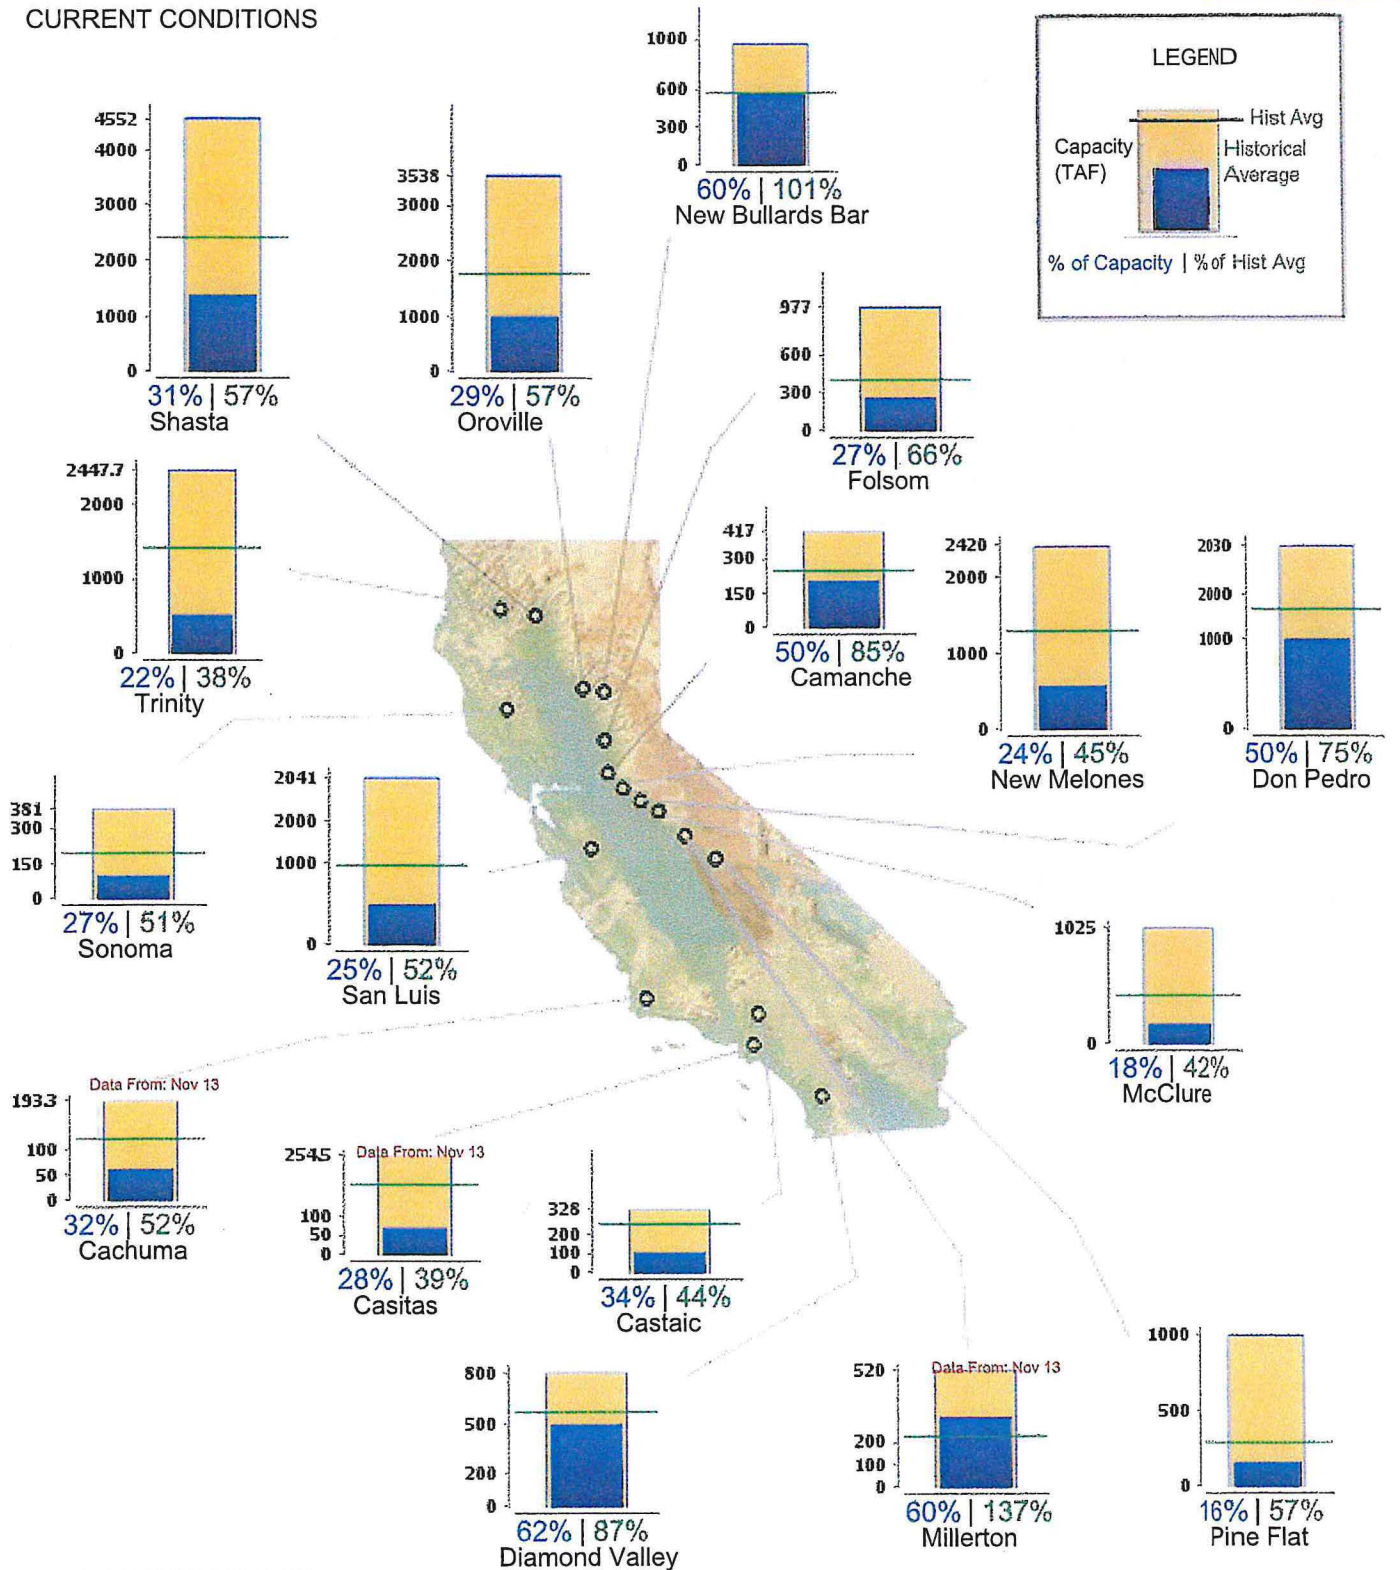 CURRENT CONDITIONS
LEGEND
Hist Avg
Capacity
(TAF)
Historical
Average
% of Capacity | % of Hist Avg
1000
600
300
0
60% | 101%
New Bullards Bar
4552
4000
3000
2000
1000
0
31% | 57%
Shasta
3538
3000
2000
1000
0
29% | 57%
Oroville
977
600
300
0
27% | 66%
Folsom
2447.7
2000
1000
0
22% | 38%
Trinity
417
300
150
0
50% | 85%
Camanche
2420
2000
1000
0
24% | 45%
New Melones
2030
2000
1000
0
50% | 75%
Don Pedro
381
300
150
0
27% | 51%
Sonoma
2041
2000
1000
0
25% | 52%
San Luis
1025
0
18% | 42%
McClure
Data From: Nov 13
193.3
100
50
0
32% | 52%
Cachuma
Data From: Nov 13
254.5
100
50
0
28% | 39%
Casitas
328
200
100
0
34% | 44%
Castaic
800
500
200
0
62% | 87%
Diamond Valley
Data From: Nov 13
520
200
100
0
60% | 137%
Millerton
1000
500
0
16% | 57%
Pine Flat